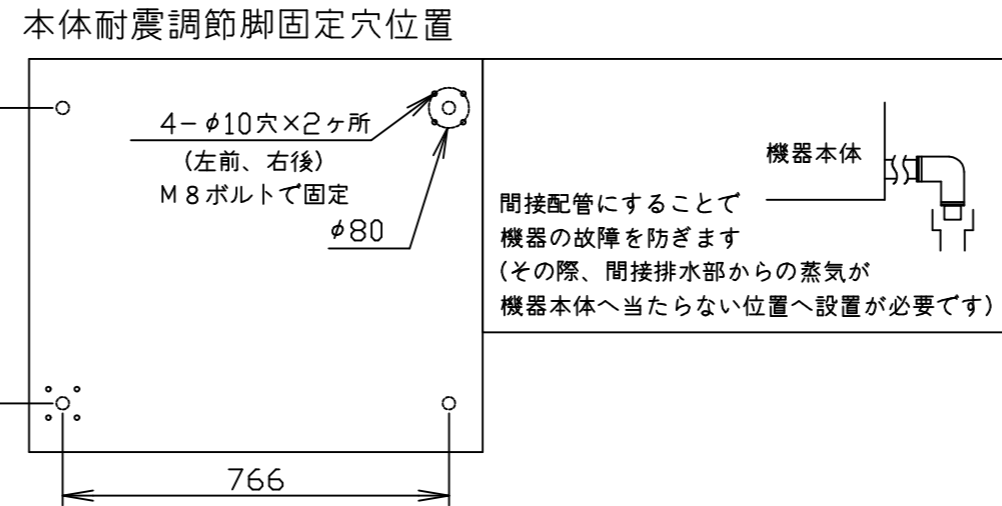 本体耐震調節脚固定穴位置
4-φ10穴×2ヶ所
(左前、右後)
M8ボルトで固定
φ80
機器本体
間接配管にすることで
機器の故障を防ぎます
(その際、間接排水部からの蒸気が
機器本体へ当たらない位置へ設置が必要です)
766